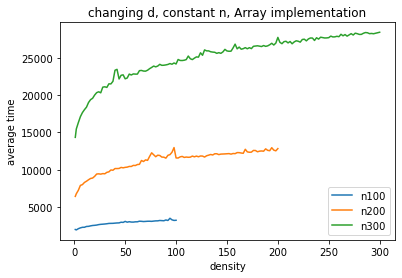 changing d, constant n, Array implementation
average time
25000
20000
15000
10000
5000
n100
n200
n300
0
50
100
150
200
250
300
density